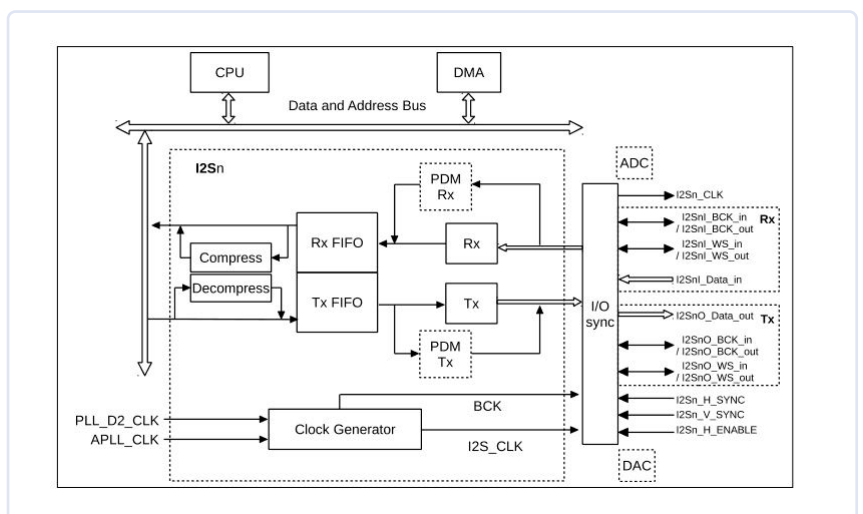 CPU
DMA
Data and Address Bus
I2Sn
ADC
PDM
Rx
I2Sn_CLK
I2SnI_BCK_in
/ I2SnI_BCK_out
Rx
I2SnI_WS_in
/ I2SnI_WS_out
I2SnI_Data_in
Rx FIFO
Rx
Compress
Decompress
Tx FIFO
Tx
I/O
sync
I2SnO_Data_out
Tx
I2SnO_BCK_in
/ I2SnO_BCK_out
I2SnO_WS_in
/ I2SnO_WS_out
PDM
Tx
I2Sn_H_SYNC
I2Sn_V_SYNC
I2Sn_H_ENABLE
BCK
PLL_D2_CLK
APLL_CLK
Clock Generator
I2S_CLK
DAC